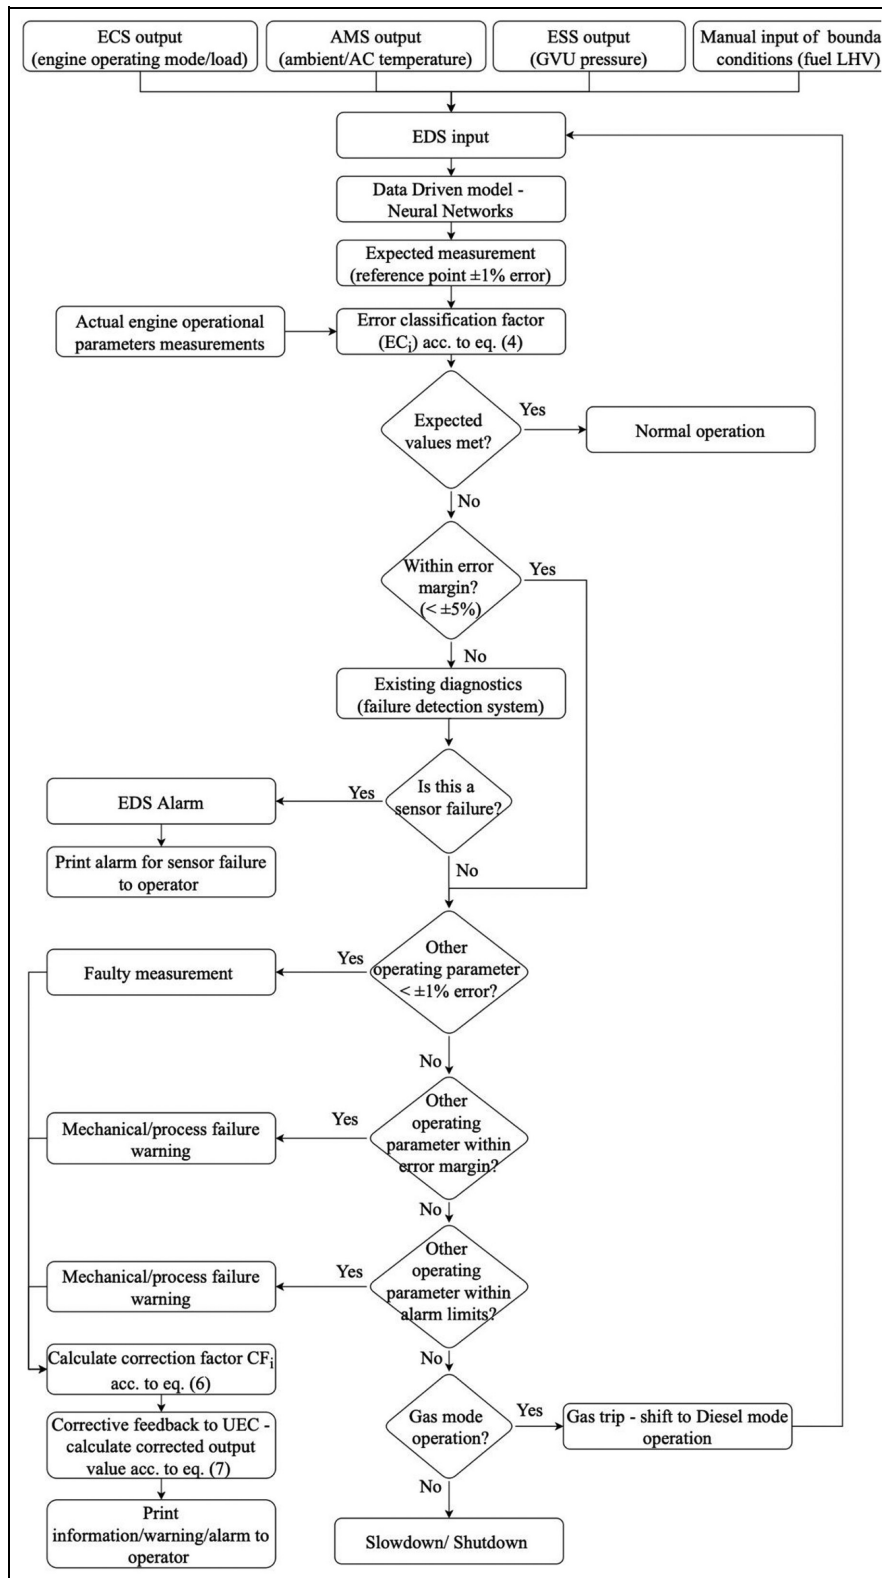 ECS output
(engine operating mode/load)
AMS output
(ambient/AC temperature)
ESS output
(GVU pressure)
Manual input of bounda
conditions (fuel LHV)
EDS input
Data Driven model -
Neural Networks
Expected measurement
(reference point ±1% error)
Actual engine operational
parameters measurements
Error classification factor
(ECi) acc. to eq. (4)
Expected
values met?
Yes
Normal operation
No
Within error
margin?
(< ±5%)
Yes
No
Existing diagnostics
(failure detection system)
Is this a
sensor failure?
Yes
EDS Alarm
Print alarm for sensor failure
to operator
No
Other
operating parameter
< ±1% error?
Yes
Faulty measurement
No
Other
operating
parameter within
error margin?
Yes
Mechanical/process failure
warning
No
Other
operating
parameter within
alarm limits?
Yes
Mechanical/process failure
warning
No
Calculate correction factor CFi
acc. to eq. (6)
Corrective feedback to UEC -
calculate corrected output
value acc. to eq. (7)
Print
information/warning/alarm to
operator
Gas mode
operation?
Yes
Gas trip - shift to Diesel mode
operation
No
Slowdown/ Shutdown